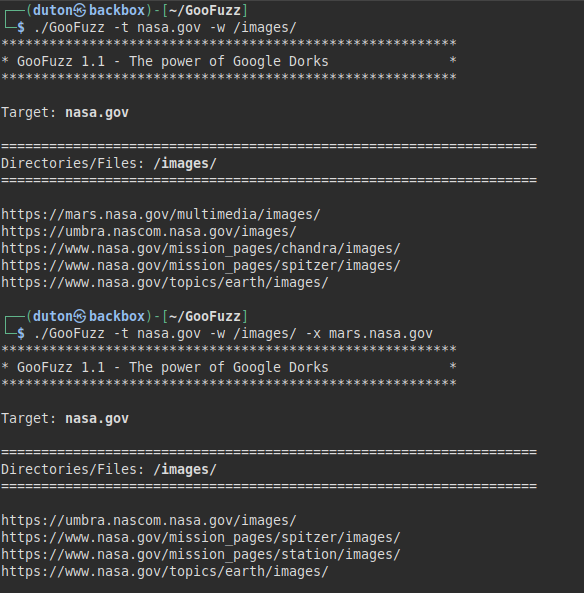 ┌──(duton㉿backbox)-[~/GooFuzz]
└─$ ./GooFuzz -t nasa.gov -w /images/
*********************************************************
* GooFuzz 1.1 - The power of Google Dorks               *
*********************************************************
Target: nasa.gov
===================================================================
Directories/Files: /images/
===================================================================
https://mars.nasa.gov/multimedia/images/
https://umbra.nascom.nasa.gov/images/
https://www.nasa.gov/mission_pages/chandra/images/
https://www.nasa.gov/mission_pages/spitzer/images/
https://www.nasa.gov/topics/earth/images/
┌──(duton㉿backbox)-[~/GooFuzz]
└─$ ./GooFuzz -t nasa.gov -w /images/ -x mars.nasa.gov
*********************************************************
* GooFuzz 1.1 - The power of Google Dorks               *
*********************************************************
Target: nasa.gov
===================================================================
Directories/Files: /images/
===================================================================
https://umbra.nascom.nasa.gov/images/
https://www.nasa.gov/mission_pages/spitzer/images/
https://www.nasa.gov/mission_pages/station/images/
https://www.nasa.gov/topics/earth/images/